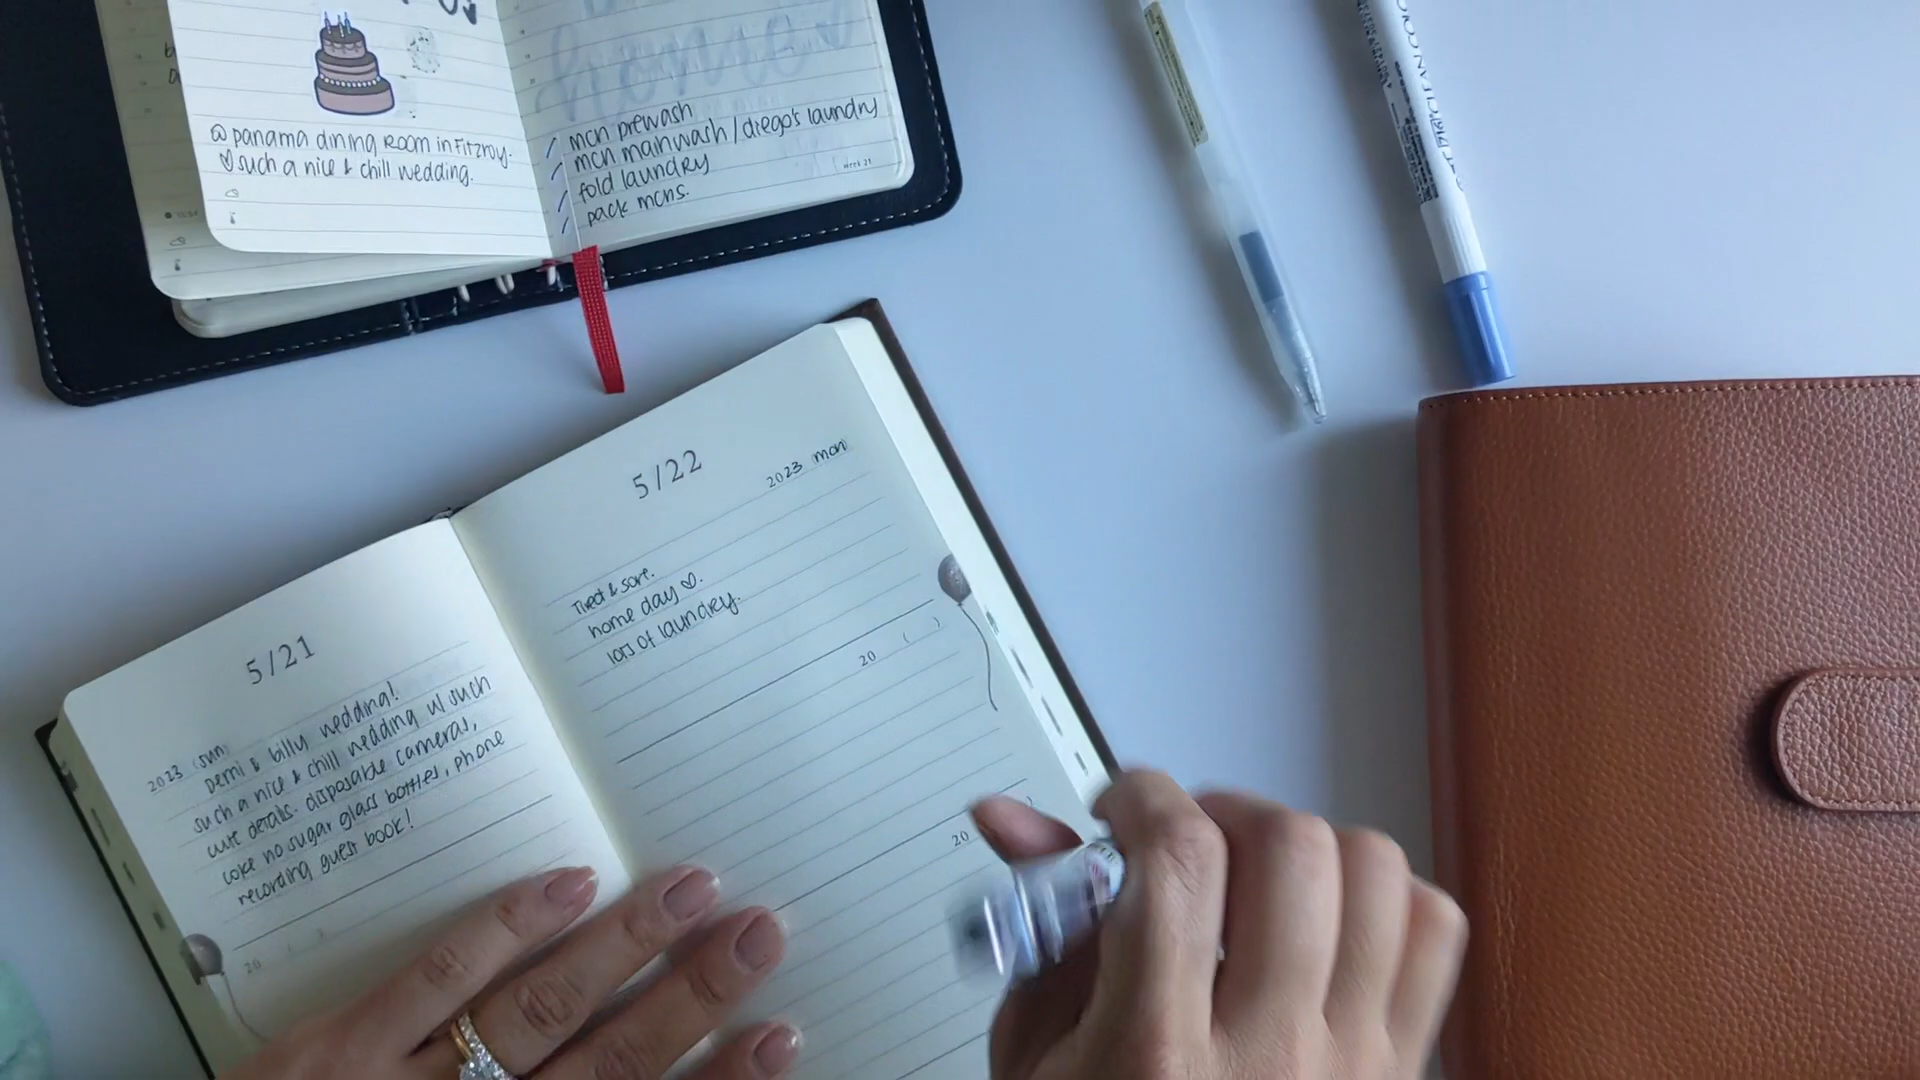 @ panama dining room in Fitzroy.
♡ such a nice & chill wedding.
home
mcn prewash
mcn mainwash / diego's laundry
fold laundry
pack mcns.
week 21
5/21
2023 (sun)
Demi & billy wedding!
such a nice & chill wedding w/ such
cute details. disposable cameras,
coke no sugar glass bottles, phone
recording guest book!
20 ( )
5/22
2023 mon
Tired & sore.
home day ♡.
lots of laundry.
20 ( )
20 )